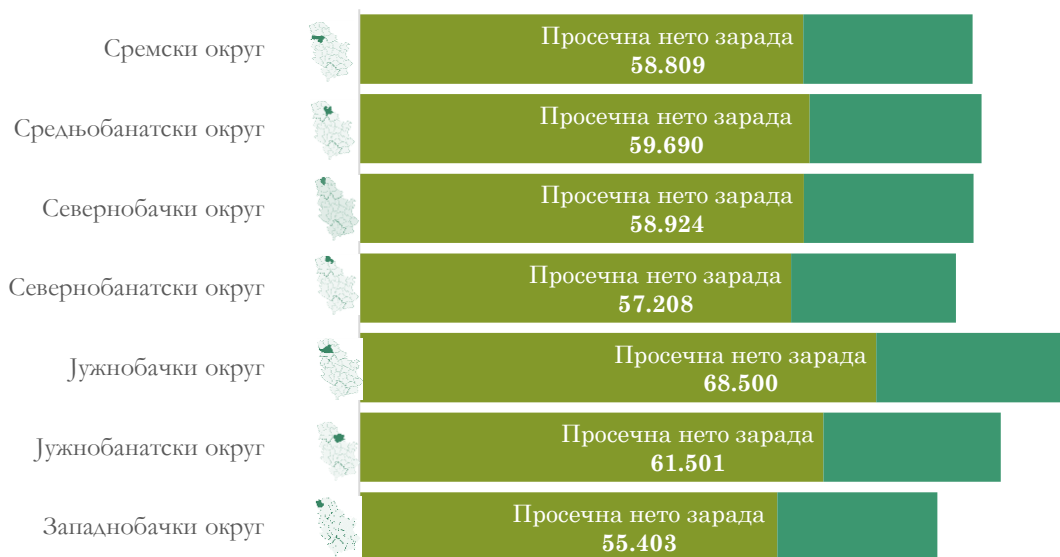 Сремски округ
Просечна нето зарада
58.809
Средњобанатски округ
Просечна нето зарада
59.690
Севернобачки округ
Просечна нето зарада
58.924
Севернобанатски округ
Просечна нето зарада
57.208
Јужнобачки округ
Просечна нето зарада
68.500
Јужнобанатски округ
Просечна нето зарада
61.501
Западнобачки округ
Просечна нето зарада
55.403